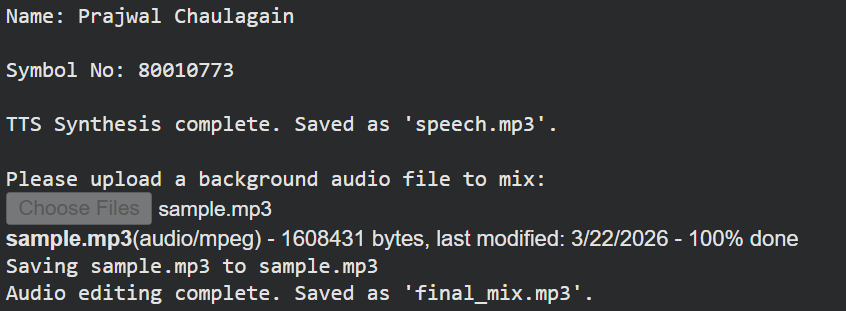 Name: Prajwal Chaulagain
Symbol No: 80010773
TTS Synthesis complete. Saved as 'speech.mp3'.
Please upload a background audio file to mix:
Choose Files sample.mp3
sample.mp3(audio/mpeg) - 1608431 bytes, last modified: 3/22/2026 - 100% done
Saving sample.mp3 to sample.mp3
Audio editing complete. Saved as 'final_mix.mp3'.